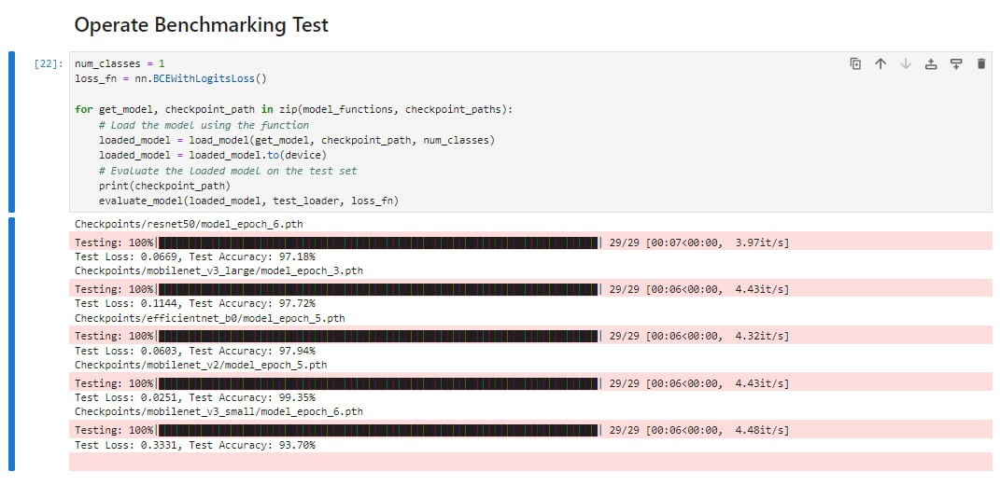 Operate Benchmarking Test
[22]: num_classes = 1
loss_fn = nn.BCEWithLogitsLoss()
for get_model, checkpoint_path in zip(model_functions, checkpoint_paths):
# Load the model using the function
loaded_model = load_model(get_model, checkpoint_path, num_classes)
loaded_model = loaded_model.to(device)
# Evaluate the loaded model on the test set
print(checkpoint_path)
evaluate_model(loaded_model, test_loader, loss_fn)
Checkpoints/resnet50/model_epoch_6.pth
Testing: 100%|| 29/29 [00:07<00:00, 3.97it/s]
Test Loss: 0.0669, Test Accuracy: 97.18%
Checkpoints/mobilenet_v3_large/model_epoch_3.pth
Testing: 100%|| 29/29 [00:06<00:00, 4.43it/s]
Test Loss: 0.1144, Test Accuracy: 97.72%
Checkpoints/efficientnet_b0/model_epoch_5.pth
Testing: 100%|| 29/29 [00:06<00:00, 4.32it/s]
Test Loss: 0.0603, Test Accuracy: 97.94%
Checkpoints/mobilenet_v2/model_epoch_5.pth
Testing: 100%|| 29/29 [00:06<00:00, 4.43it/s]
Test Loss: 0.0251, Test Accuracy: 99.35%
Checkpoints/mobilenet_v3_small/model_epoch_6.pth
Testing: 100%|| 29/29 [00:06<00:00, 4.48it/s]
Test Loss: 0.3331, Test Accuracy: 93.70%